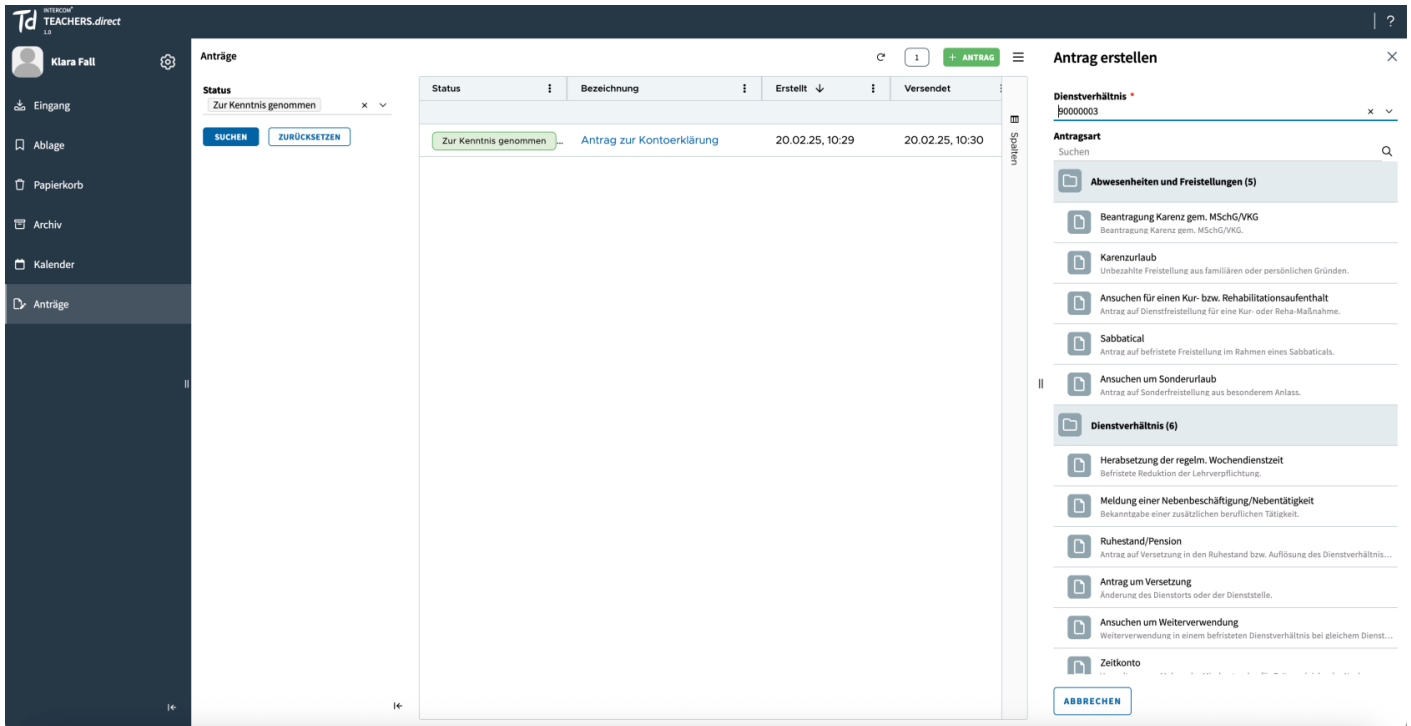 INTERCOM®
Td TEACHERS.direct
1.0
?
Klara Fall
Eingang
Ablage
Papierkorb
Archiv
Kalender
Anträge
Anträge
1
+ ANTRAG
Status
Zur Kenntnis genommen
SUCHEN ZURÜCKSETZEN
Status Bezeichnung Erstellt Versendet
Zur Kenntnis genommen ... Antrag zur Kontoerklärung 20.02.25, 10:29 20.02.25, 10:30
Spalten
Antrag erstellen
Dienstverhältnis *
90000003
Antragsart
Suchen
Abwesenheiten und Freistellungen (5)
Beantragung Karenz gem. MSchG/VKG
Beantragung Karenz gem. MSchG/VKG.
Karenzurlaub
Unbezahlte Freistellung aus familiären oder persönlichen Gründen.
Ansuchen für einen Kur- bzw. Rehabilitationsaufenthalt
Antrag auf Dienstfreistellung für eine Kur- oder Reha-Maßnahme.
Sabbatical
Antrag auf befristete Freistellung im Rahmen eines Sabbaticals.
Ansuchen um Sonderurlaub
Antrag auf Sonderfreistellung aus besonderem Anlass.
Dienstverhältnis (6)
Herabsetzung der regelm. Wochendienstzeit
Befristete Reduktion der Lehrverpflichtung.
Meldung einer Nebenbeschäftigung/Nebentätigkeit
Bekanntgabe einer zusätzlichen beruflichen Tätigkeit.
Ruhestand/Pension
Antrag auf Versetzung in den Ruhestand bzw. Auflösung des Dienstverhältnis...
Antrag um Versetzung
Änderung des Dienstorts oder der Dienststelle.
Ansuchen um Weiterverwendung
Weiterverwendung in einem befristeten Dienstverhältnis bei gleichem Dienst...
Zeitkonto
ABBRECHEN